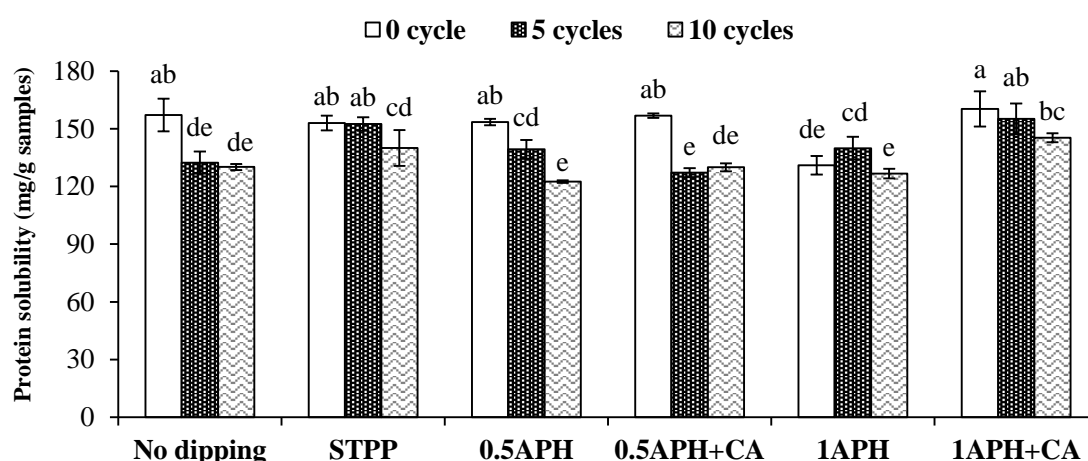 0 cycle 5 cycles 10 cycles
Protein solubility (mg/g samples)
180
150
120
90
60
30
0
ab de de
ab ab cd
ab cd e
ab e de
de cd e
a ab bc
No dipping STPP 0.5APH 0.5APH+CA 1APH 1APH+CA